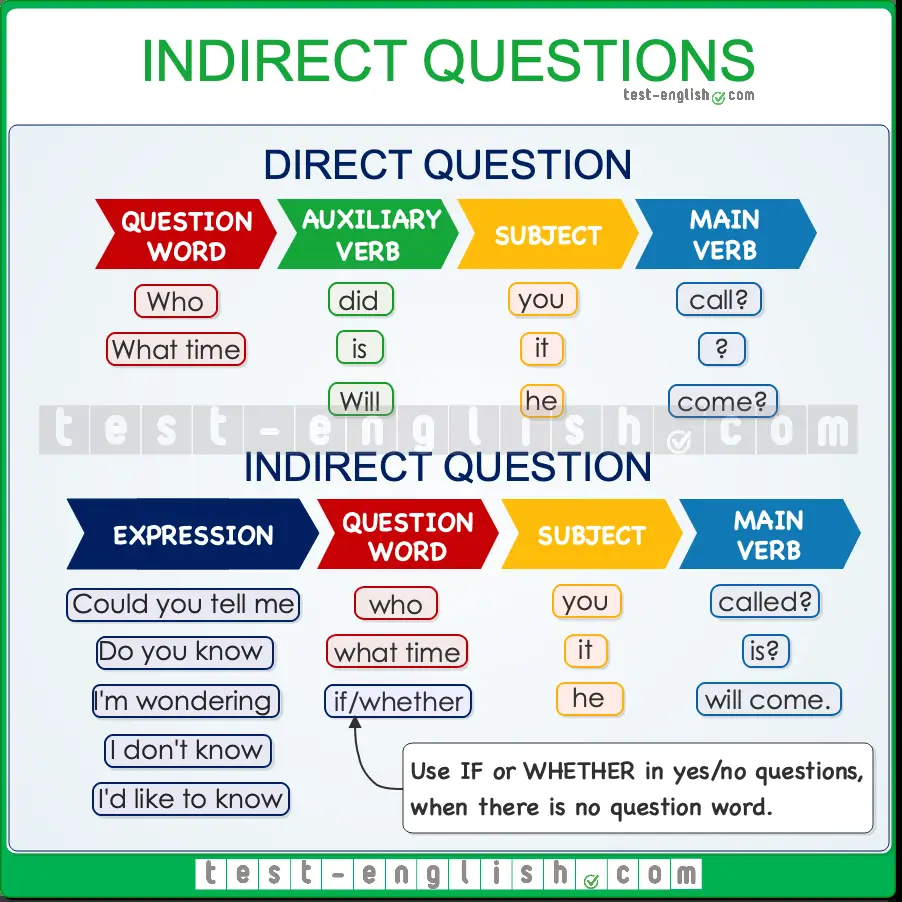 INDIRECT QUESTIONS
test-english.com
DIRECT QUESTION
QUESTION WORD AUXILIARY VERB SUBJECT MAIN VERB
Who did you call?
What time is it ?
Will he come?
test-english.com
INDIRECT QUESTION
EXPRESSION QUESTION WORD SUBJECT MAIN VERB
Could you tell me who you called?
Do you know what time it is?
I'm wondering if/whether he will come.
I don't know
I'd like to know
Use IF or WHETHER in yes/no questions,
when there is no question word.
test-english.com